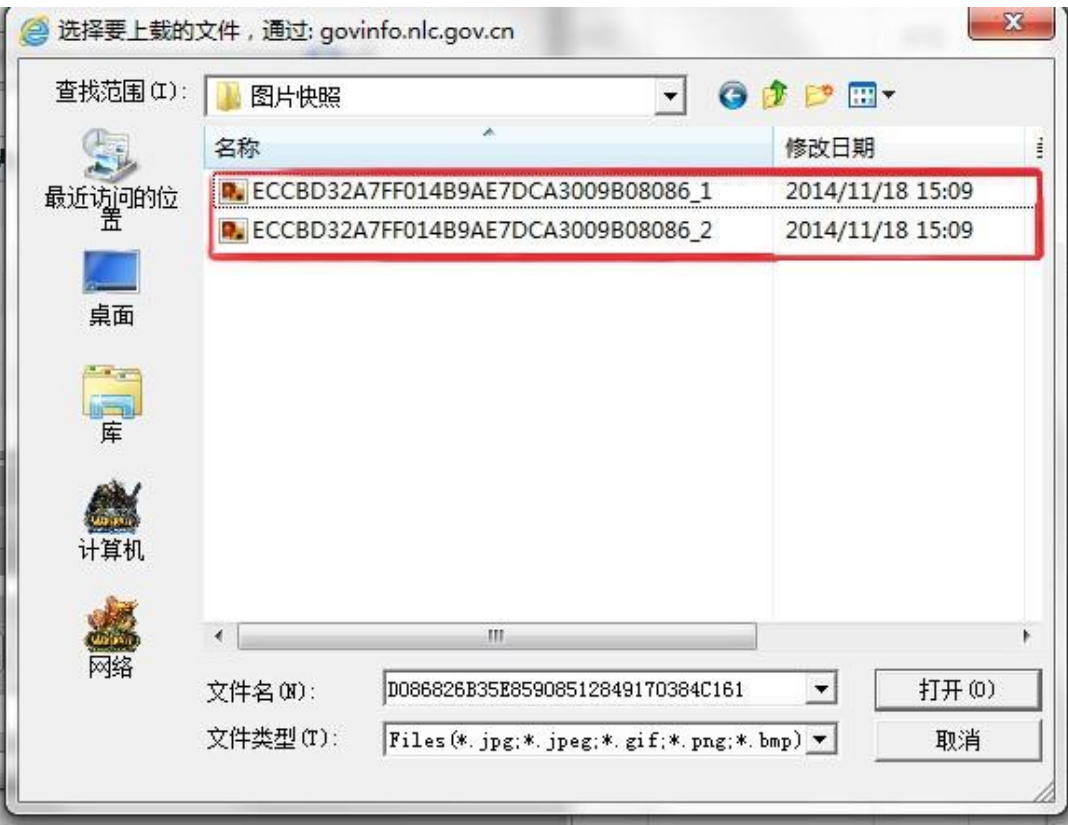 选择要上载的文件，通过: govinfo.nlc.gov.cn
查找范围(I):
图片快照
名称
修改日期
ECCBD32A7FF014B9AE7DCA3009B08086_1
2014/11/18 15:09
ECCBD32A7FF014B9AE7DCA3009B08086_2
2014/11/18 15:09
最近访问的位
置
桌面
库
计算机
网络
文件名(N):
D086826B35E85908512849170384C161
打开(O)
文件类型(T):
Files(*.jpg;*.jpeg;*.gif;*.png;*.bmp)
取消